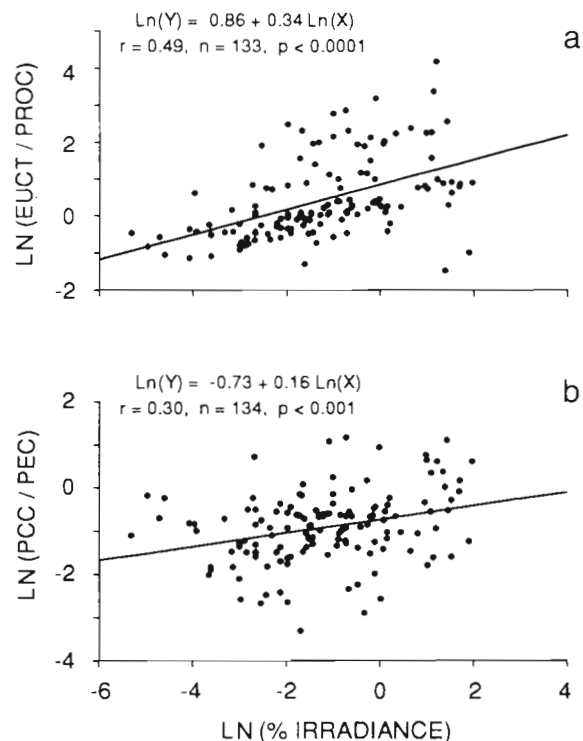 Ln(Y) = 0.86 + 0.34 Ln(X)
r = 0.49, n = 133, p < 0.0001
a
4
2
0
-2
LN (EUCT / PROC)
Ln(Y) = -0.73 + 0.16 Ln(X)
r = 0.30, n = 134, p < 0.001
b
2
0
-2
-4
LN (PCC / PEC)
-6 -4 -2 0 2 4
LN (% IRRADIANCE)